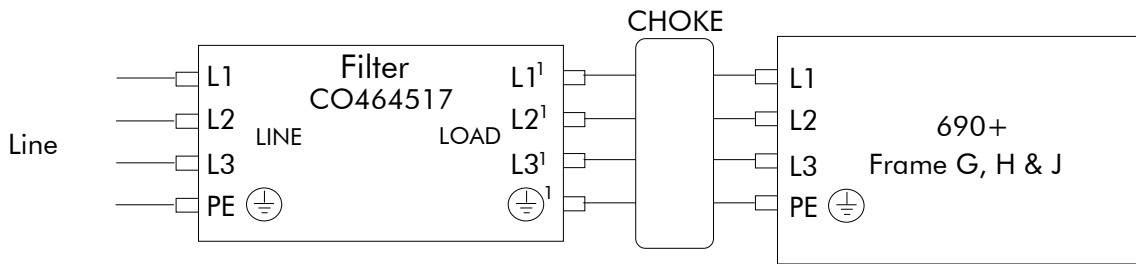 CHOKE
Line
L1
L2
L3
PE
Filter
CO464517
LINE
LOAD
L1¹
L2¹
L3¹
1
L1
L2
L3
PE
690+
Frame G, H & J